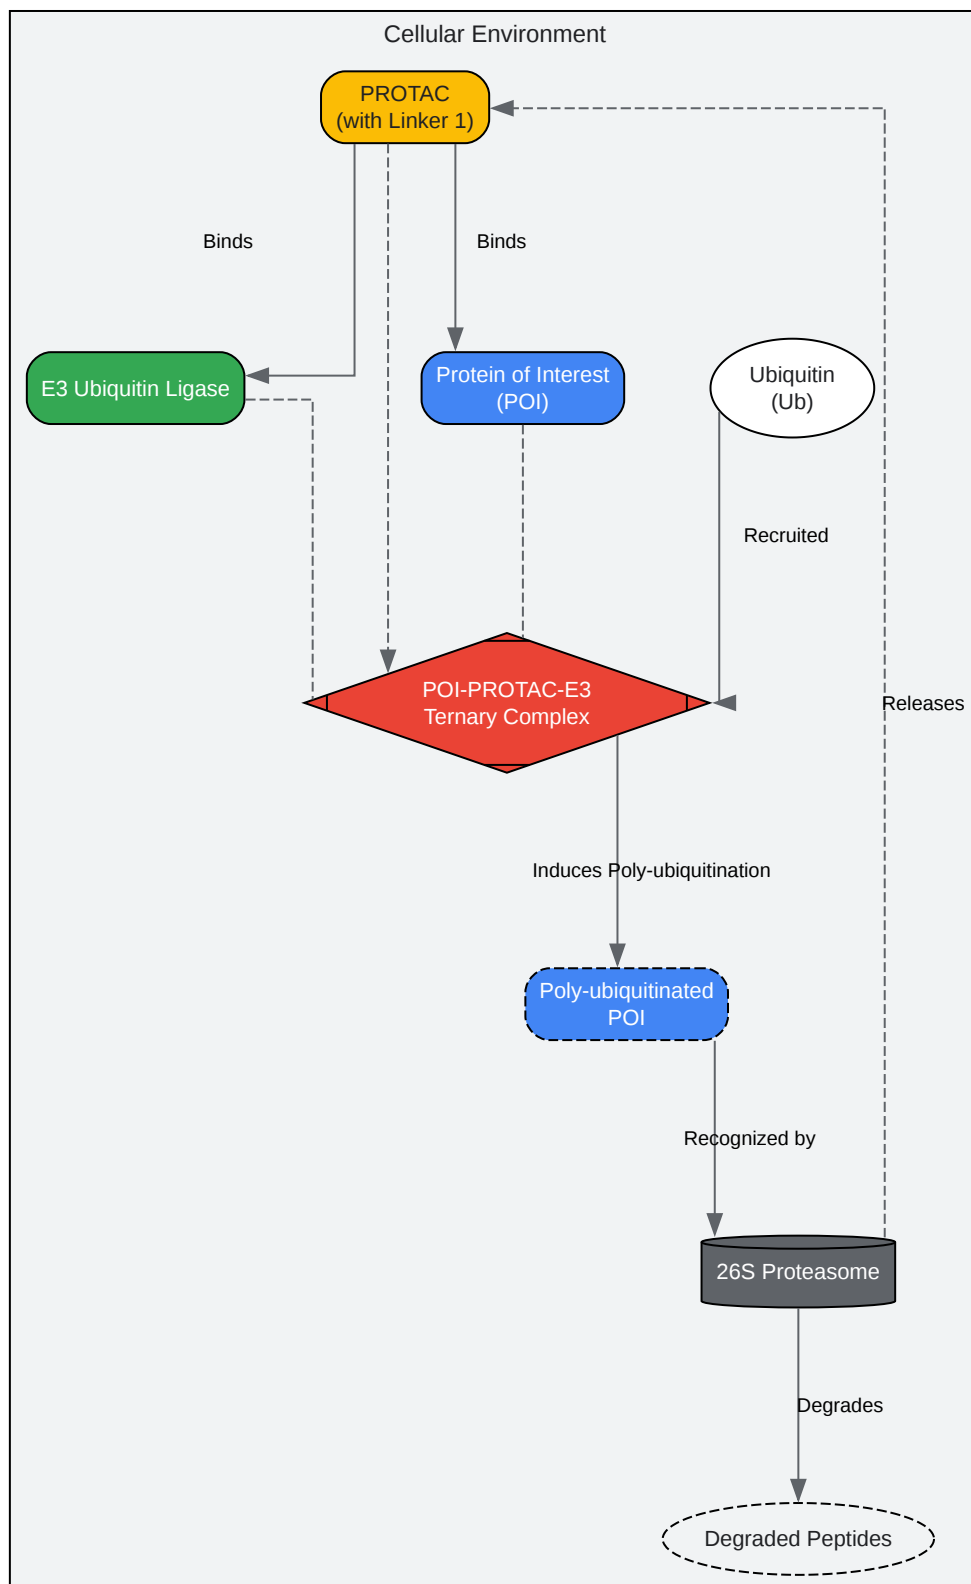 Cellular Environment
PROTAC
(with Linker 1)
Binds
Binds
E3 Ubiquitin Ligase
Protein of Interest
(POI)
Ubiquitin
(Ub)
Recruited
POI-PROTAC-E3
Ternary Complex
Releases
Induces Poly-ubiquitination
Poly-ubiquitinated
POI
Recognized by
26S Proteasome
Degrades
Degraded Peptides